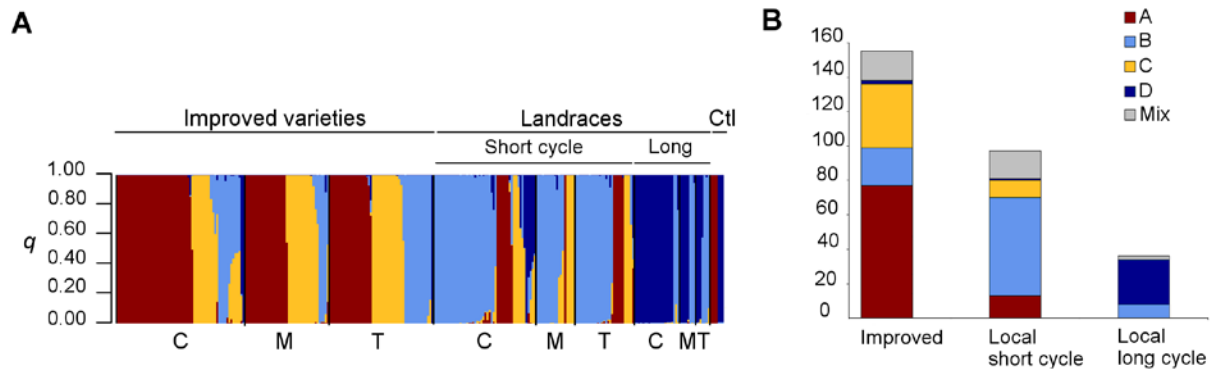 A
Improved varieties Landraces Ctl
Short cycle Long
1.00
0.80
0.60
0.40
0.20
0.00
q
C M T C M T C M T
B
A
B
C
D
Mix
160
140
120
100
80
60
40
20
0
Improved
Local short cycle
Local long cycle